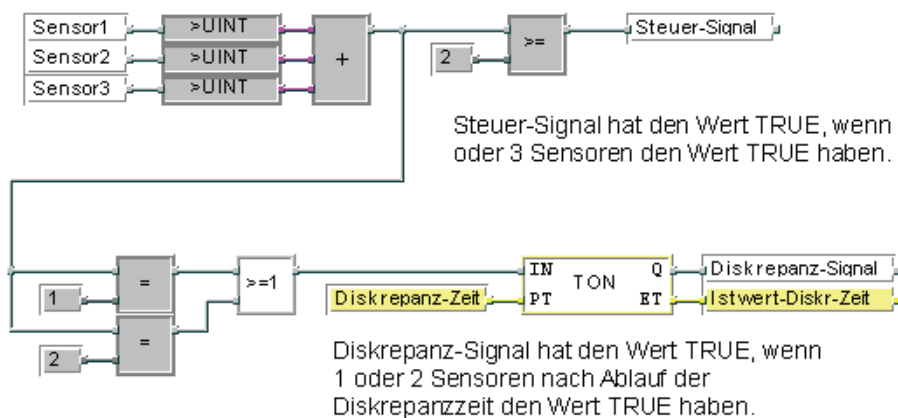 Sensor1 >UINT
Sensor2 >UINT
Sensor3 >UINT
+
2
>=
Steuer-Signal
Steuer-Signal hat den Wert TRUE, wenn
oder 3 Sensoren den Wert TRUE haben.
1
=
2
=
>=1
Diskrepanz-Zeit
IN TON Q
PT ET
Diskrepanz-Signal
Istwert-Diskr-Zeit
Diskrepanz-Signal hat den Wert TRUE, wenn
1 oder 2 Sensoren nach Ablauf der
Diskrepanzzeit den Wert TRUE haben.